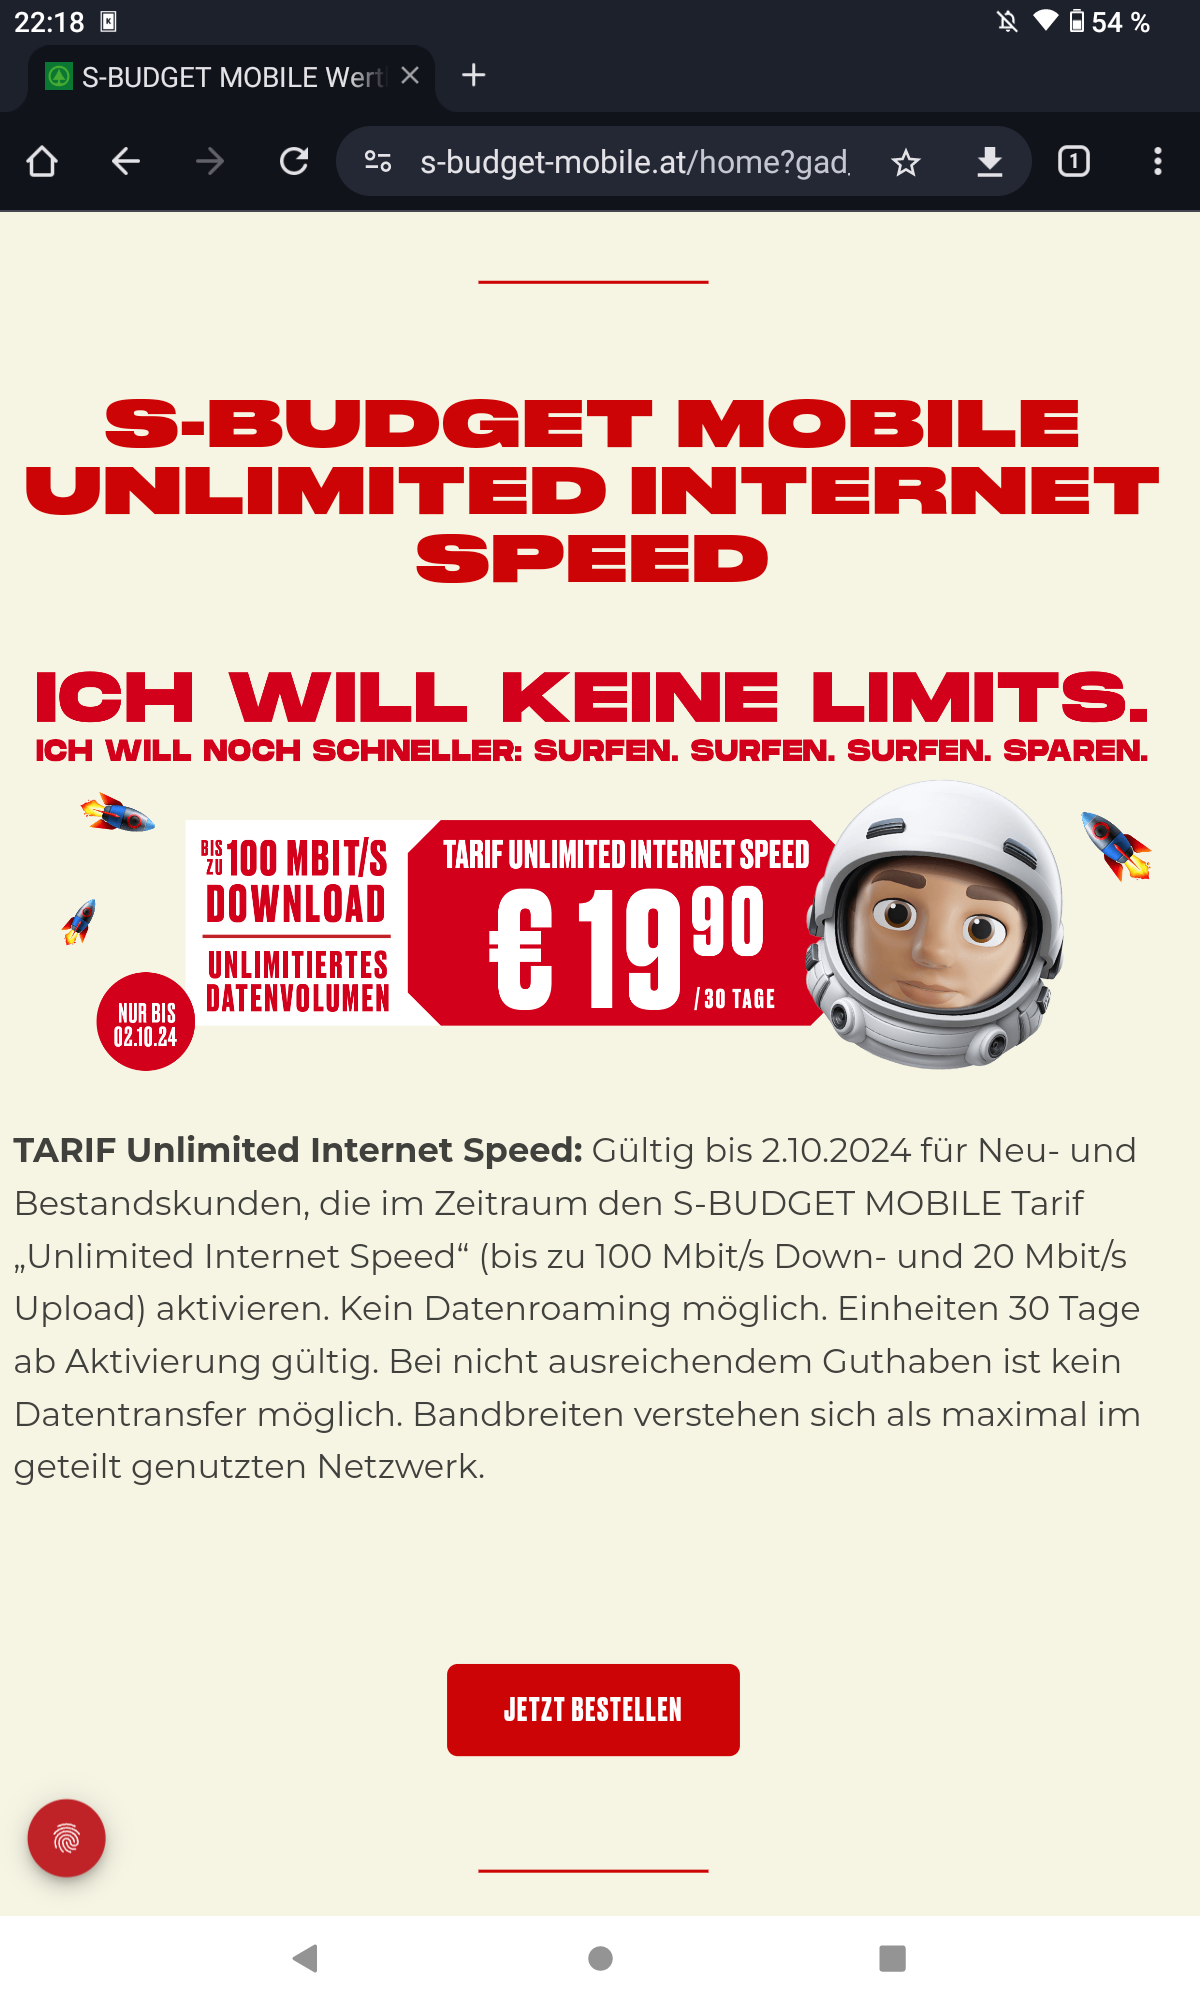 22:18
54 %
S-BUDGET MOBILE Wert
s-budget-mobile.at/home?gad
1
S-BUDGET MOBILE
UNLIMITED INTERNET
SPEED
ICH WILL KEINE LIMITS.
ICH WILL NOCH SCHNELLER: SURFEN. SURFEN. SURFEN. SPAREN.
BIS ZU 100 MBIT/S
DOWNLOAD
UNLIMITIERTES
DATENVOLUMEN
NUR BIS
02.10.24
TARIF UNLIMITED INTERNET SPEED
€ 19 90
/30 TAGE
TARIF Unlimited Internet Speed: Gültig bis 2.10.2024 für Neu- und
Bestandskunden, die im Zeitraum den S-BUDGET MOBILE Tarif
„Unlimited Internet Speed“ (bis zu 100 Mbit/s Down- und 20 Mbit/s
Upload) aktivieren. Kein Datenroaming möglich. Einheiten 30 Tage
ab Aktivierung gültig. Bei nicht ausreichendem Guthaben ist kein
Datentransfer möglich. Bandbreiten verstehen sich als maximal im
geteilt genutzten Netzwerk.
JETZT BESTELLEN